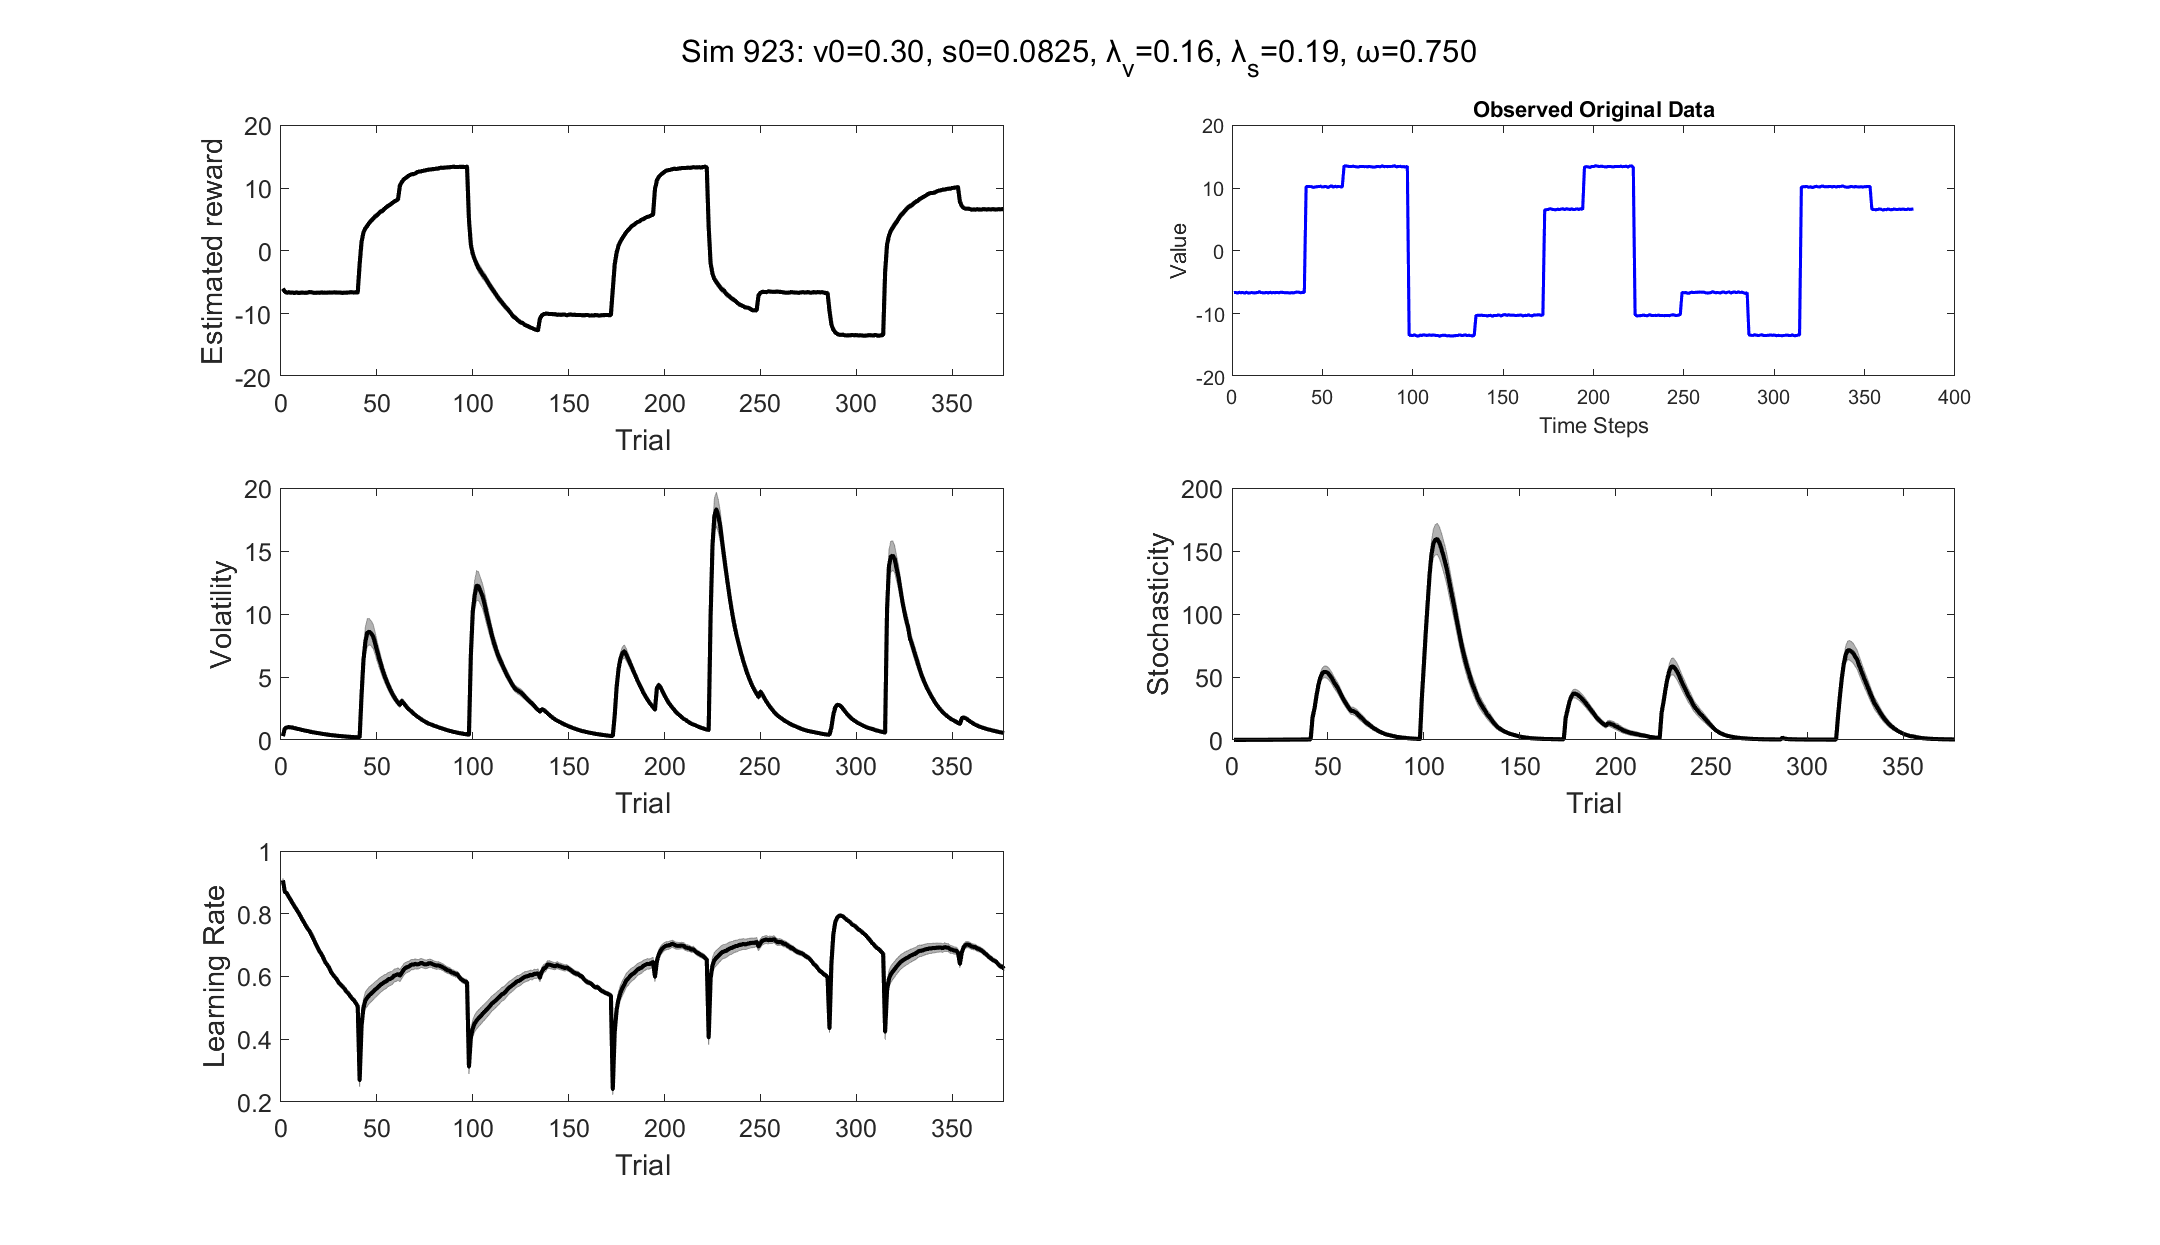 Sim 923: v0=0.30, s0=0.0825, λv=0.16, λs=0.19, ω=0.750
Estimated reward
20
10
0
-10
-20
0 50 100 150 200 250 300 350
Trial
Observed Original Data
Value
20
10
0
-10
-20
0 50 100 150 200 250 300 350 400
Time Steps
Volatility
20
15
10
5
0
0 50 100 150 200 250 300 350
Trial
Stochasticity
200
150
100
50
0
0 50 100 150 200 250 300 350
Trial
Learning Rate
1
0.8
0.6
0.4
0.2
0 50 100 150 200 250 300 350
Trial